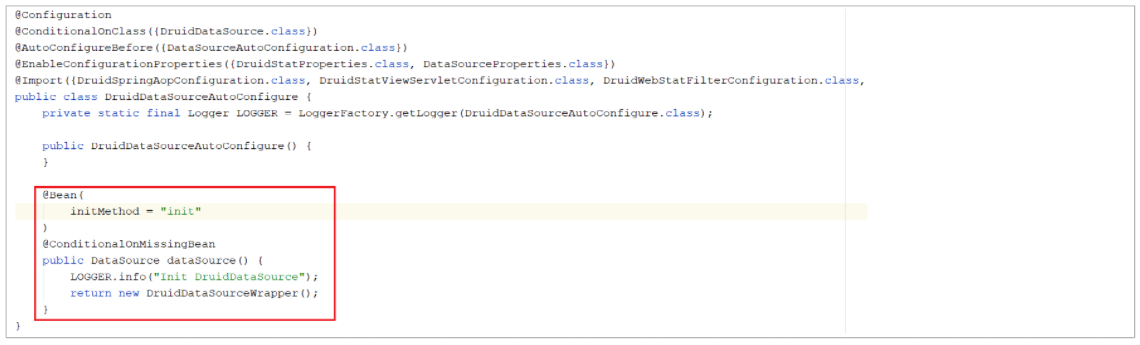 @Configuration
@ConditionalOnClass({DruidDataSource.class})
@AutoConfigureBefore({DataSourceAutoConfiguration.class})
@EnableConfigurationProperties({DruidStatProperties.class, DataSourceProperties.class})
@Import({DruidSpringAopConfiguration.class, DruidStatViewServletConfiguration.class, DruidWebStatFilterConfiguration.class,
public class DruidDataSourceAutoConfigure {
    private static final Logger LOGGER = LoggerFactory.getLogger(DruidDataSourceAutoConfigure.class);
    public DruidDataSourceAutoConfigure() {
    }
    @Bean(
        initMethod = "init"
    )
    @ConditionalOnMissingBean
    public DataSource dataSource() {
        LOGGER.info("Init DruidDataSource");
        return new DruidDataSourceWrapper();
    }
}